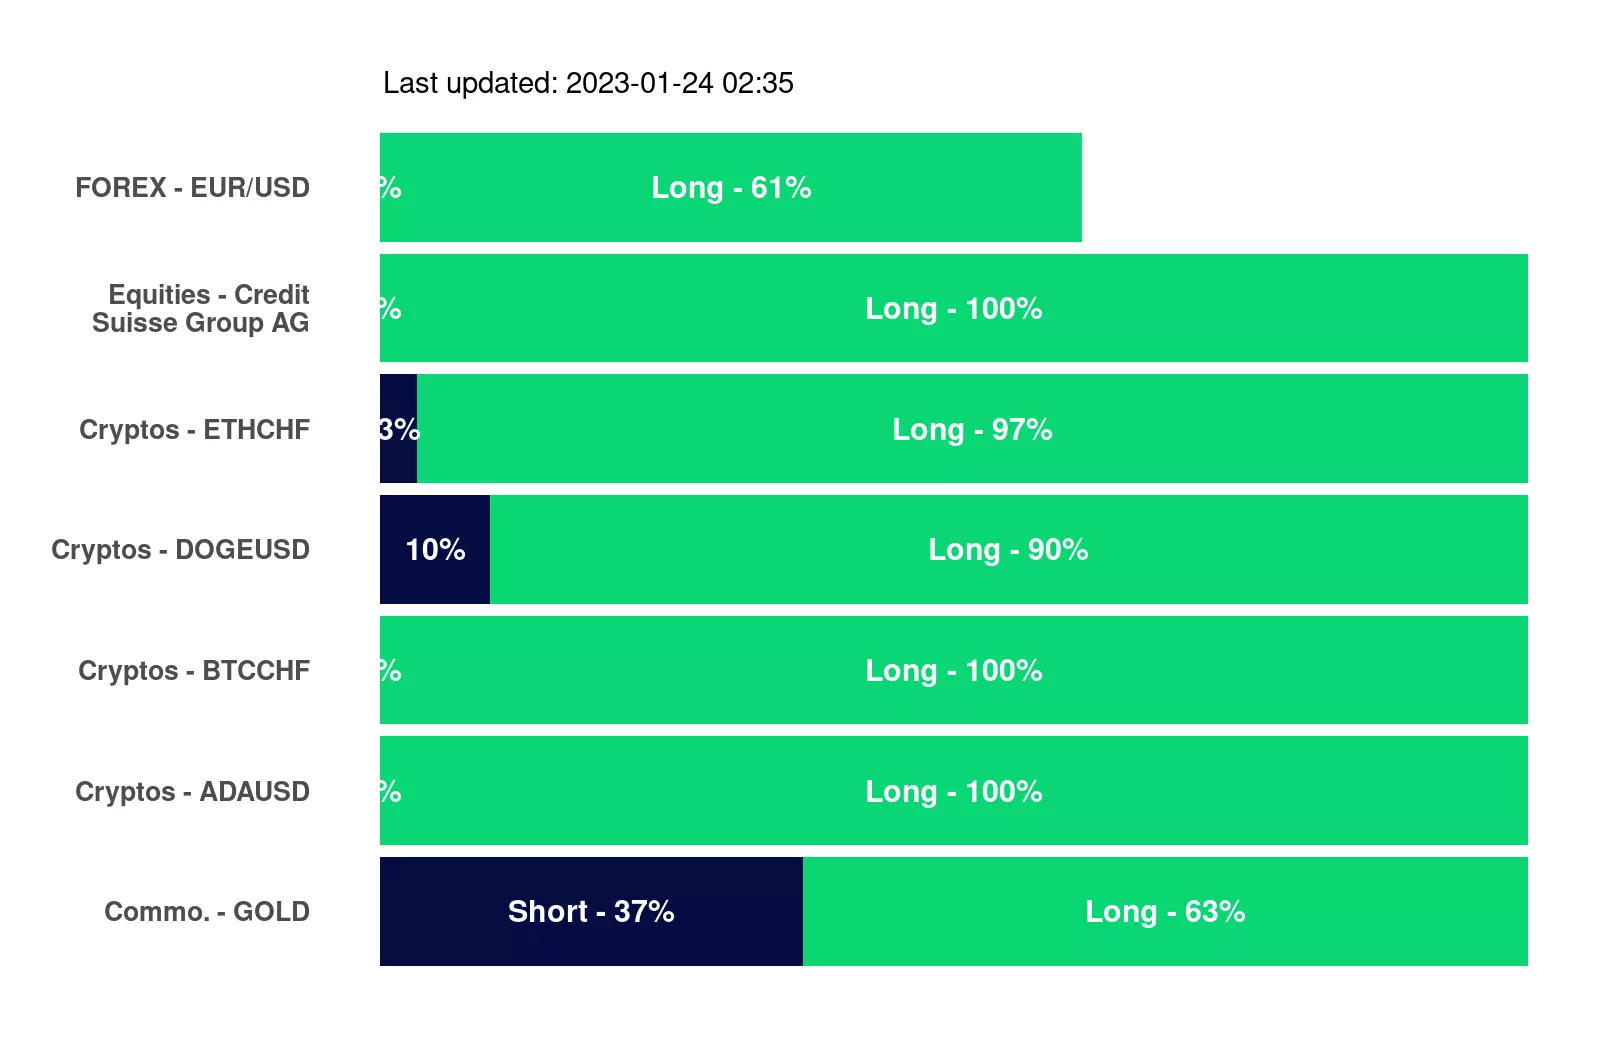 Last updated: 2023-01-24 02:35
FOREX - EUR/USD
%
Long - 61%
Equities - Credit
Suisse Group AG
%
Long - 100%
Cryptos - ETHCHF
3%
Long - 97%
Cryptos - DOGEUSD
10%
Long - 90%
Cryptos - BTCCHF
%
Long - 100%
Cryptos - ADAUSD
%
Long - 100%
Commo. - GOLD
Short - 37%
Long - 63%